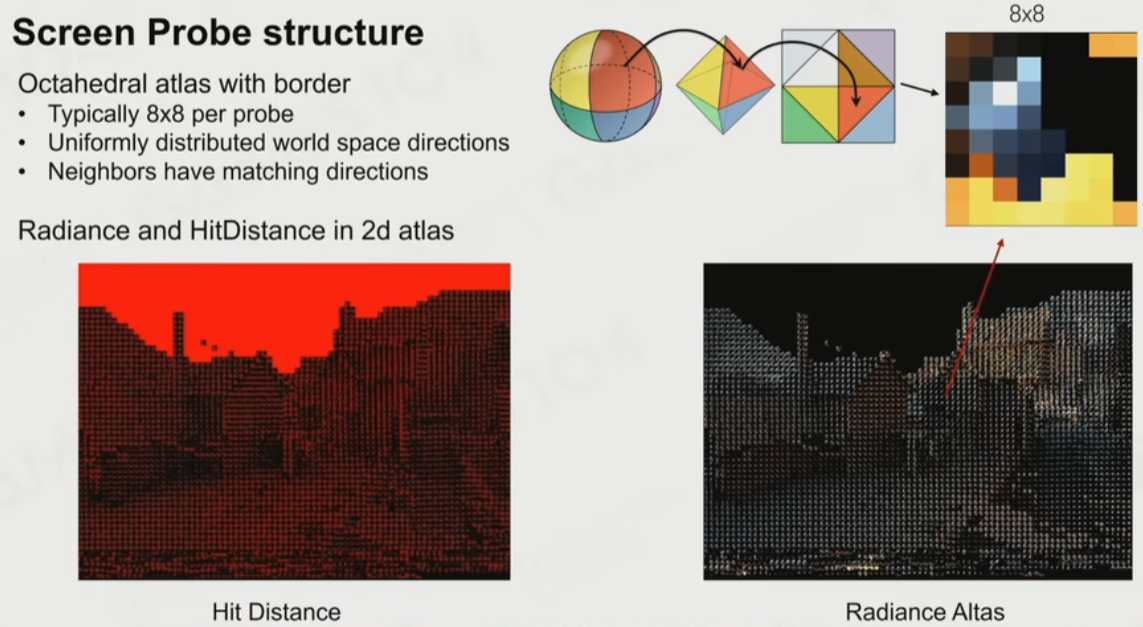 Screen Probe structure
8x8
Octahedral atlas with border
• Typically 8x8 per probe
• Uniformly distributed world space directions
• Neighbors have matching directions
Radiance and HitDistance in 2d atlas
Hit Distance
Radiance Altas